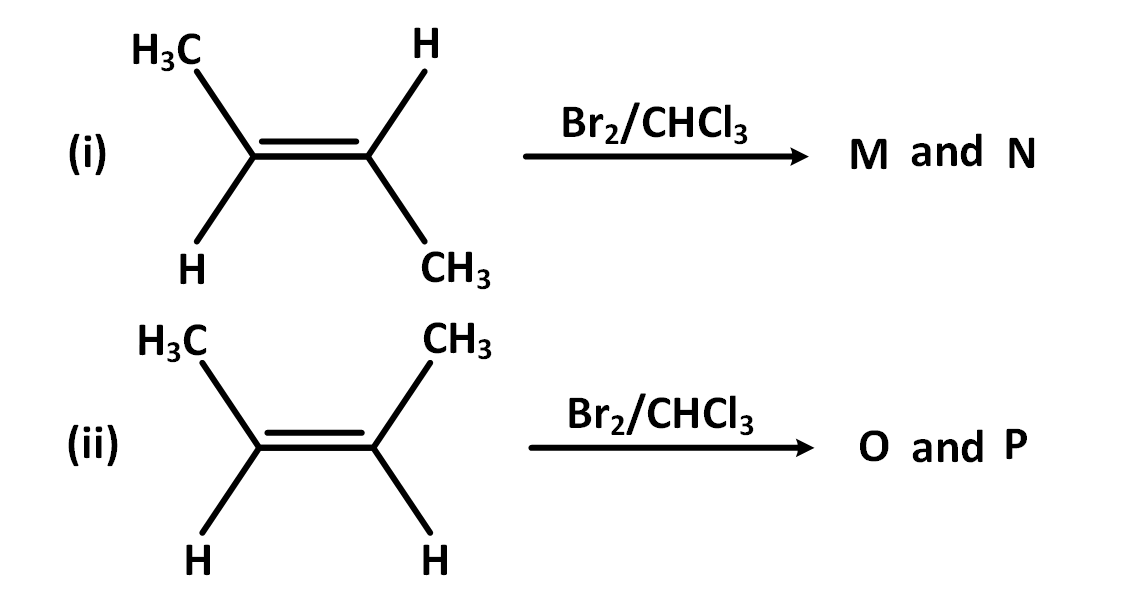 H₃C H
(i) Br₂/CHCl₃ M and N
H CH₃
H₃C CH₃
(ii) Br₂/CHCl₃ O and P
H H